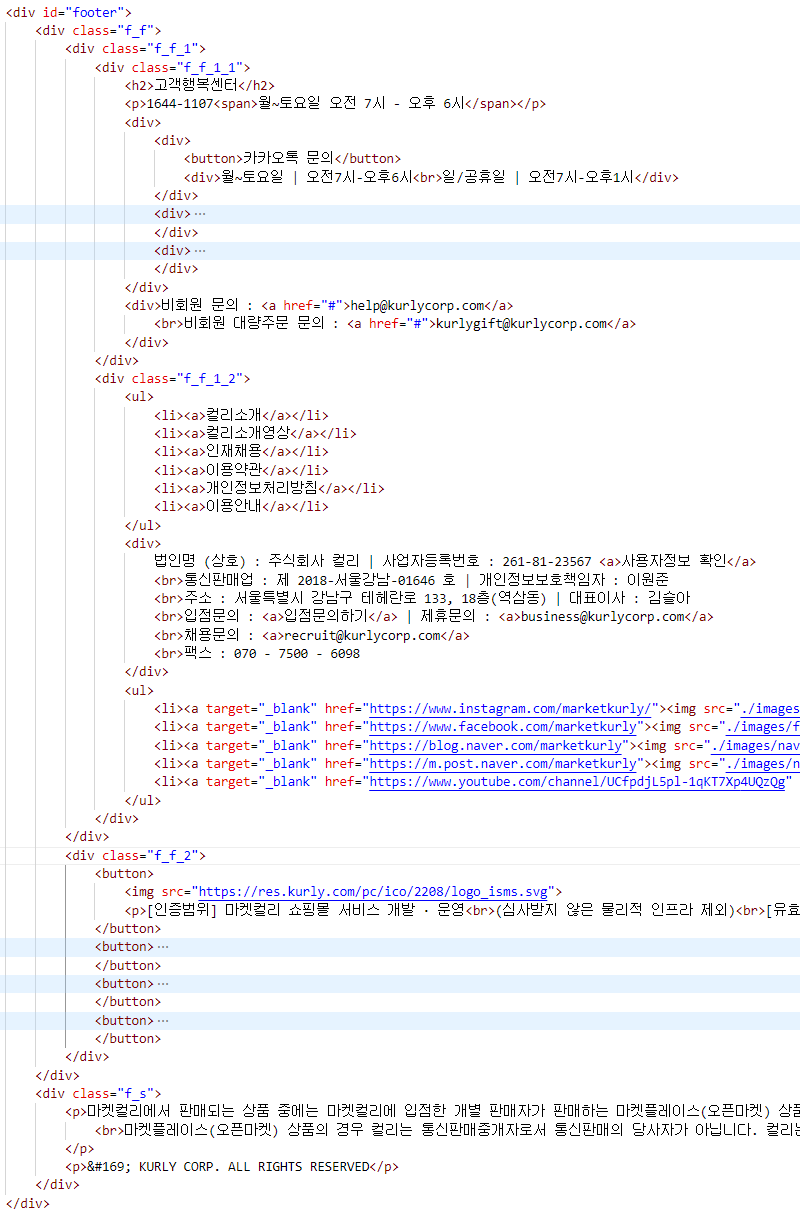 <div id="footer">
<div class="f_f">
<div class="f_f_1">
<div class="f_f_1_1">
<h2>고객행복센터</h2>
<p>1644-1107<span>월~토요일 오전 7시 - 오후 6시</span></p>
<div>
<div>
<button>카카오톡 문의</button>
<div>월~토요일 | 오전7시-오후6시<br>일/공휴일 | 오전7시-오후1시</div>
</div>
<div>…
</div>
<div>…
</div>
</div>
<div>비회원 문의 : <a href="#">help@kurlycorp.com</a>
<br>비회원 대량주문 문의 : <a href="#">kurlygift@kurlycorp.com</a>
</div>
</div>
<div class="f_f_1_2">
<ul>
<li><a>컬리소개</a></li>
<li><a>컬리소개영상</a></li>
<li><a>인재채용</a></li>
<li><a>이용약관</a></li>
<li><a>개인정보처리방침</a></li>
<li><a>이용안내</a></li>
</ul>
<div>
법인명 (상호) : 주식회사 컬리 | 사업자등록번호 : 261-81-23567 <a>사용자정보 확인</a>
<br>통신판매업 : 제 2018-서울강남-01646 호 | 개인정보보호책임자 : 이원준
<br>주소 : 서울특별시 강남구 테헤란로 133, 18층(역삼동) | 대표이사 : 김슬아
<br>입점문의 : <a>입점문의하기</a> | 제휴문의 : <a>business@kurlycorp.com</a>
<br>채용문의 : <a>recruit@kurlycorp.com</a>
<br>팩스 : 070 - 7500 - 6098
</div>
<ul>
<li><a target="_blank" href="https://www.instagram.com/marketkurly/"><img src="./images
<li><a target="_blank" href="https://www.facebook.com/marketkurly"><img src="./images/f
<li><a target="_blank" href="https://blog.naver.com/marketkurly"><img src="./images/nav
<li><a target="_blank" href="https://m.post.naver.com/marketkurly"><img src="./images/n
<li><a target="_blank" href="https://www.youtube.com/channel/UCfpdjL5pl-1qKT7Xp4UQzQg"
</ul>
</div>
</div>
<div class="f_f_2">
<button>
<img src="https://res.kurly.com/pc/ico/2208/logo_isms.svg">
<p>[인증범위] 마켓컬리 쇼핑몰 서비스 개발 · 운영<br>(심사받지 않은 물리적 인프라 제외)<br>[유효
</button>
<button>…
</button>
<button>…
</button>
<button>…
</button>
</div>
</div>
<div class="f_s">
<p>마켓컬리에서 판매되는 상품 중에는 마켓컬리에 입점한 개별 판매자가 판매하는 마켓플레이스(오픈마켓) 상품
<br>마켓플레이스(오픈마켓) 상품의 경우 컬리는 통신판매중개자로서 통신판매의 당사자가 아닙니다. 컬리는
</p>
<p>&#169; KURLY CORP. ALL RIGHTS RESERVED</p>
</div>
</div>